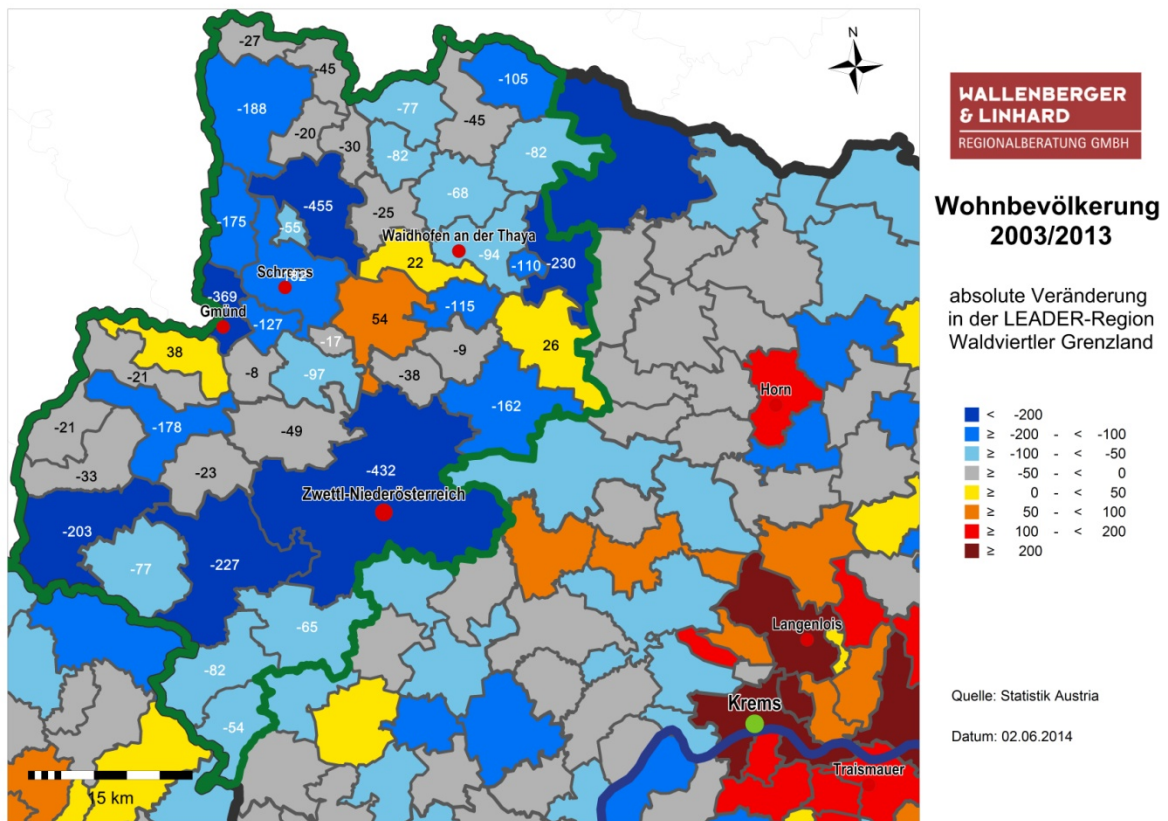 -27
-45
-105
-188
-77
-45
-20
-30
-82
-82
-68
-455
-175
-25
-55
Waidhofen an der Thaya
-94
22
-110
-230
Schrems
-369
Gmünd
-127
-115
54
38
-17
-9
26
-21
-8
-97
-38
Horn
-162
-21
-178
-49
-33
-23
-432
Zwettl-Niederösterreich
-203
-77
-227
-65
Langenlois
-82
Krems
-54
Traismauer
15 km
N
WALLENBERGER
& LINHARD
REGIONALBERATUNG GMBH
Wohnbevölkerung
2003/2013
absolute Veränderung
in der LEADER-Region
Waldviertler Grenzland
< -200
≥ -200 - < -100
≥ -100 - < -50
≥ -50 - < 0
≥ 0 - < 50
≥ 50 - < 100
≥ 100 - < 200
≥ 200
Quelle: Statistik Austria
Datum: 02.06.2014